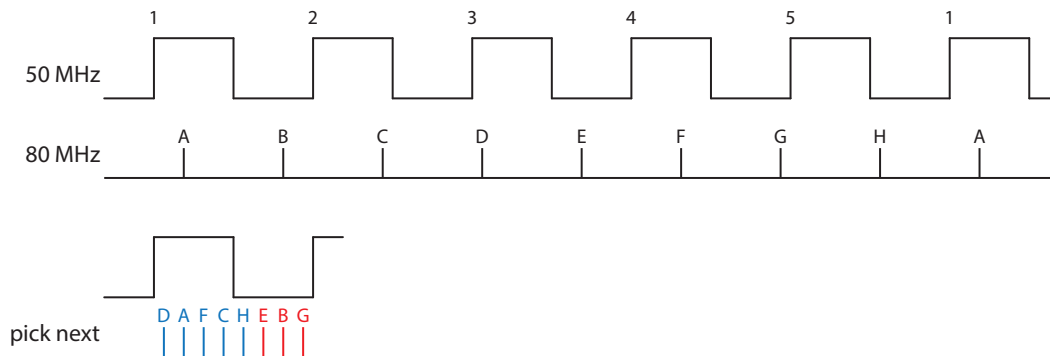 1 2 3 4 5 1
50 MHz
A B C D E F G H A
80 MHz
D A F C H E B G
pick next